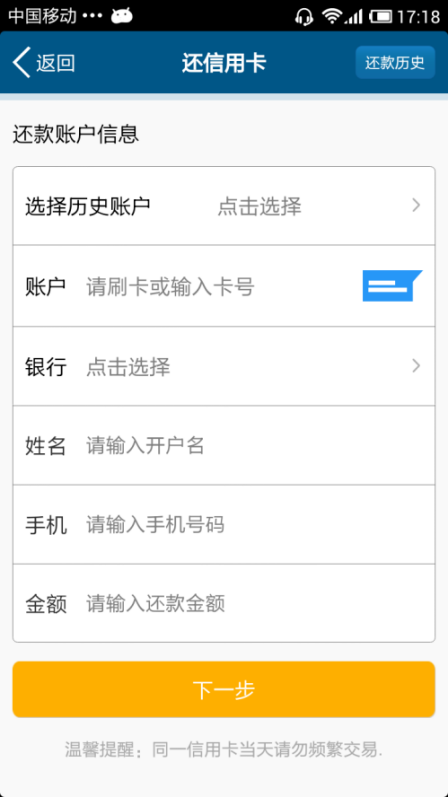 中国移动 ••• 17:18
返回 还信用卡 还款历史
还款账户信息
选择历史账户 点击选择
账户 请刷卡或输入卡号
银行 点击选择
姓名 请输入开户名
手机 请输入手机号码
金额 请输入还款金额
下一步
温馨提醒：同一信用卡当天请勿频繁交易.